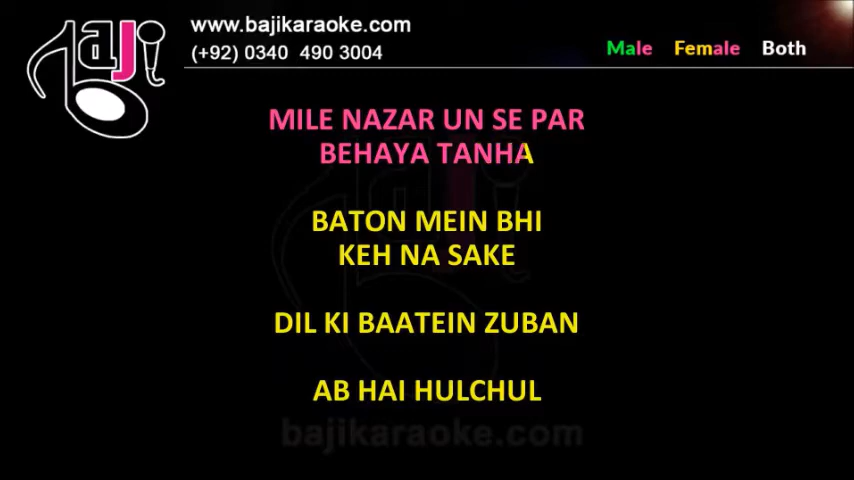 baji
www.bajikaraoke.com
(+92) 0340 490 3004
Male Female Both
MILE NAZAR UN SE PAR
BEHAYA TANHA
BATON MEIN BHI
KEH NA SAKE
DIL KI BAATEIN ZUBAN
AB HAI HULCHUL
bajikaraoke.com